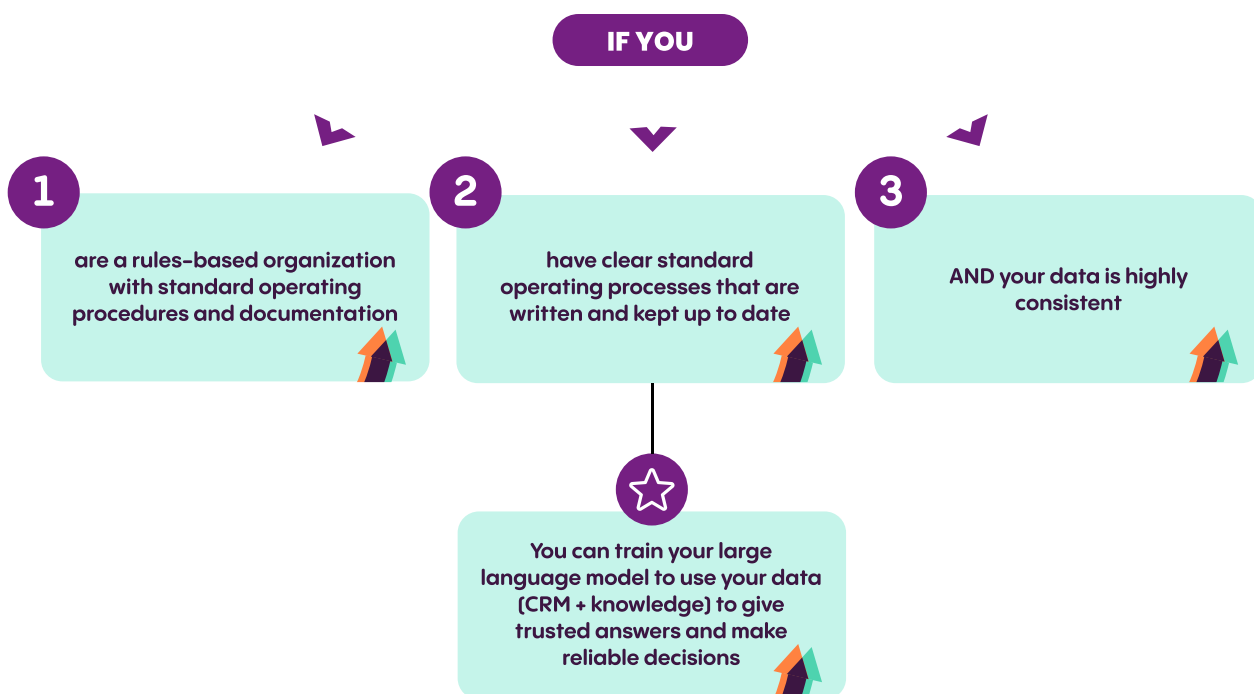 IF YOU
1
are a rules-based organization
with standard operating
procedures and documentation
2
have clear standard
operating processes that are
written and kept up to date
3
AND your data is highly
consistent
You can train your large
language model to use your data
(CRM + knowledge) to give
trusted answers and make
reliable decisions